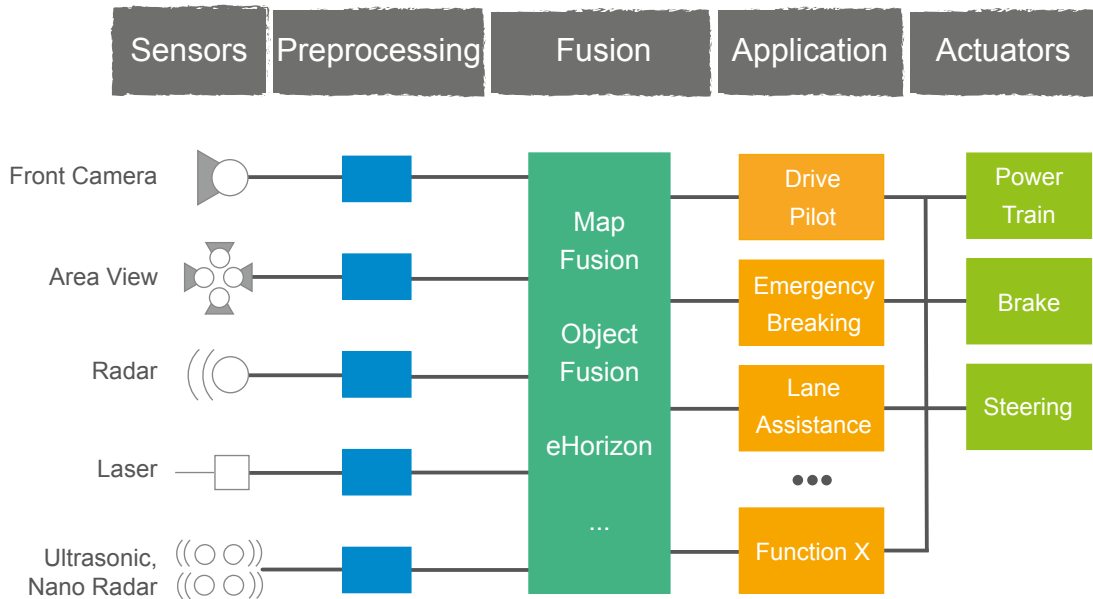 Sensors
Preprocessing
Fusion
Application
Actuators
Front Camera
Area View
Radar
Laser
Ultrasonic,
Nano Radar
Map
Fusion
Object
Fusion
eHorizon
...
Drive
Pilot
Emergency
Breaking
Lane
Assistance
•••
Function X
Power
Train
Brake
Steering